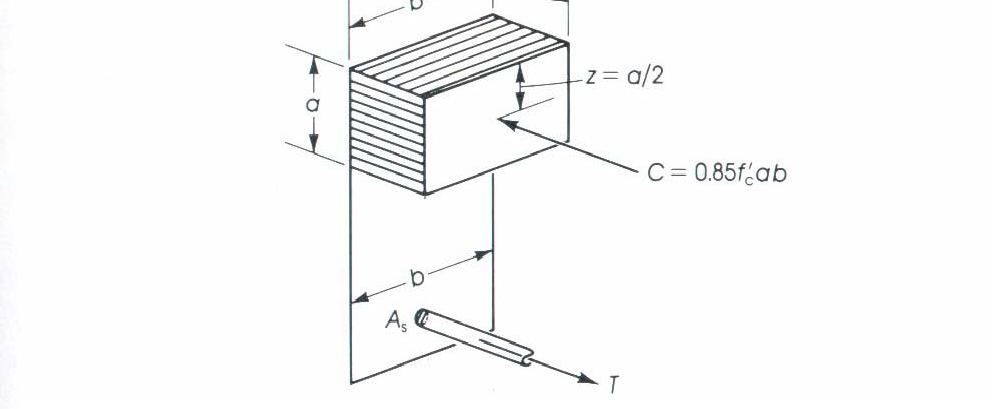 b
z = a/2
a
C = 0.85f'cab
b
As
T